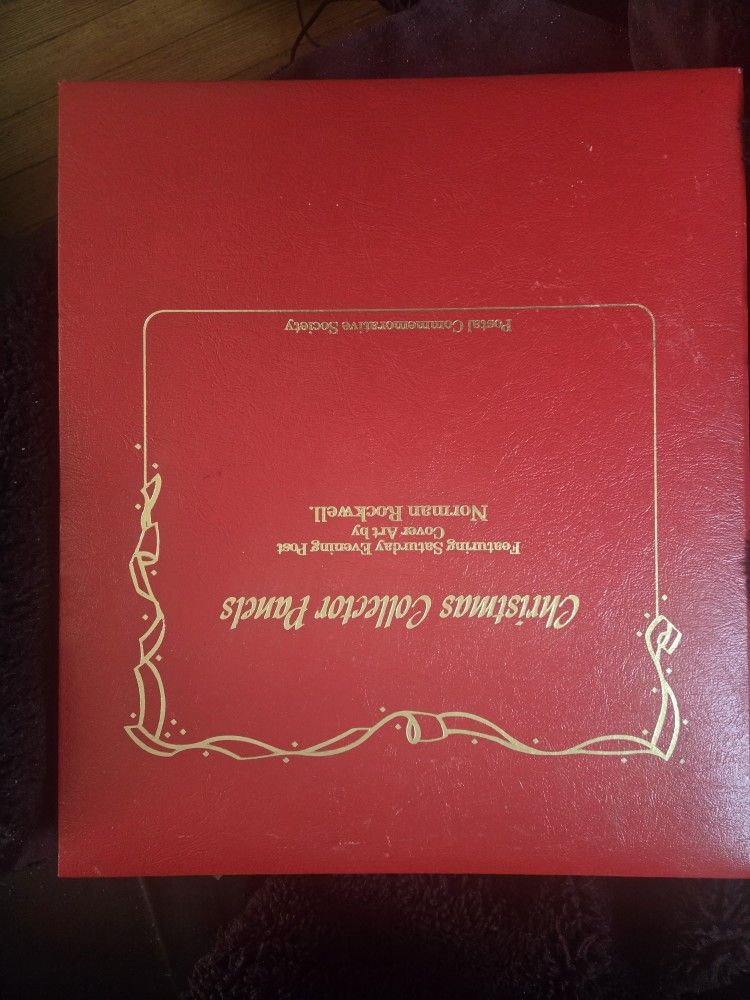 Christmas Collector Panels
Featuring Saturday Evening Post
Cover Art by
Norman Rockwell.
Postal Commemorative Society